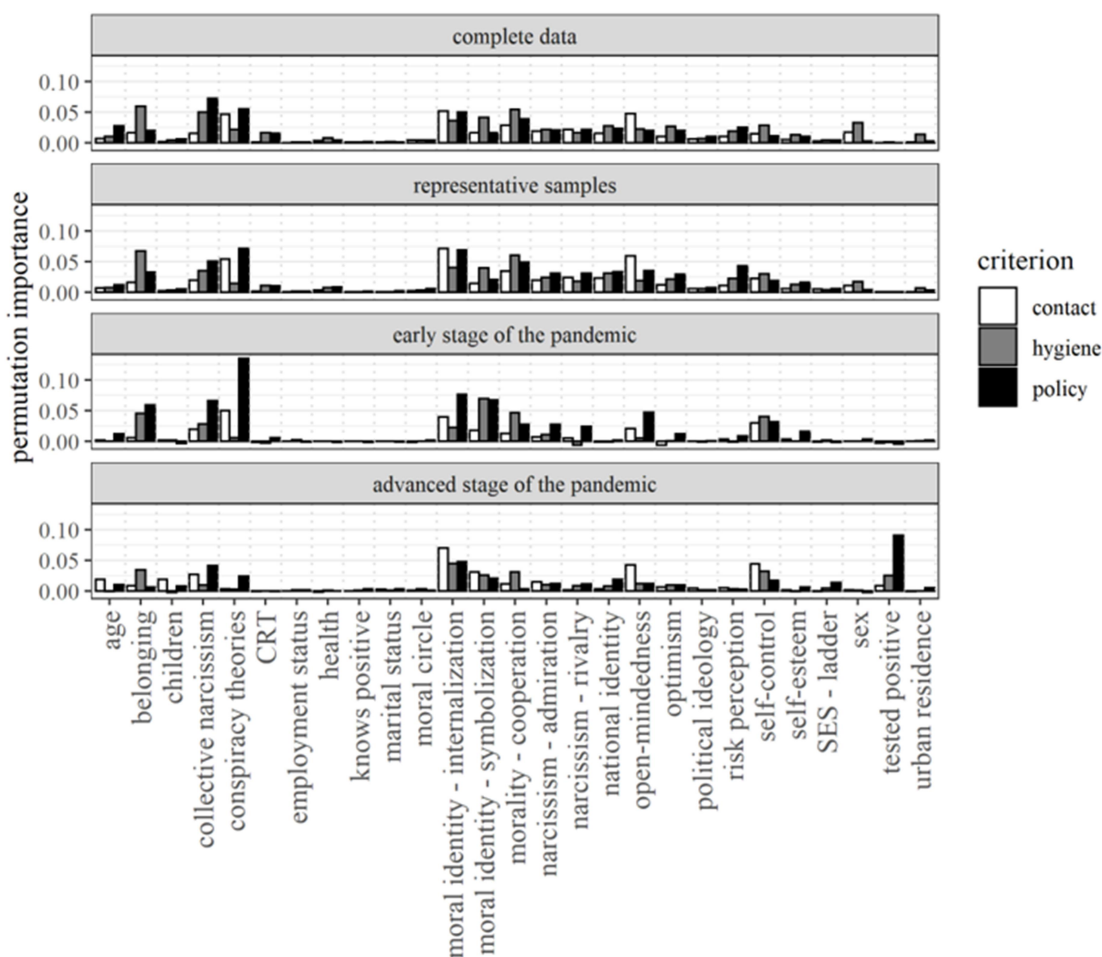 complete data
0.10
0.05
0.00
representative samples
0.10
0.05
0.00
early stage of the pandemic
0.10
0.05
0.00
advanced stage of the pandemic
0.10
0.05
0.00
permutation importance
age
belonging
children
collective narcissism
conspiracy theories
CRT
employment status
health
knows positive
marital status
moral circle
moral identity - internalization
moral identity - symbolization
morality - cooperation
narcissism - admiration
narcissism - rivalry
national identity
open-mindedness
optimism
political ideology
risk perception
self-control
self-esteem
SES - ladder
sex
tested positive
urban residence
criterion
contact
hygiene
policy